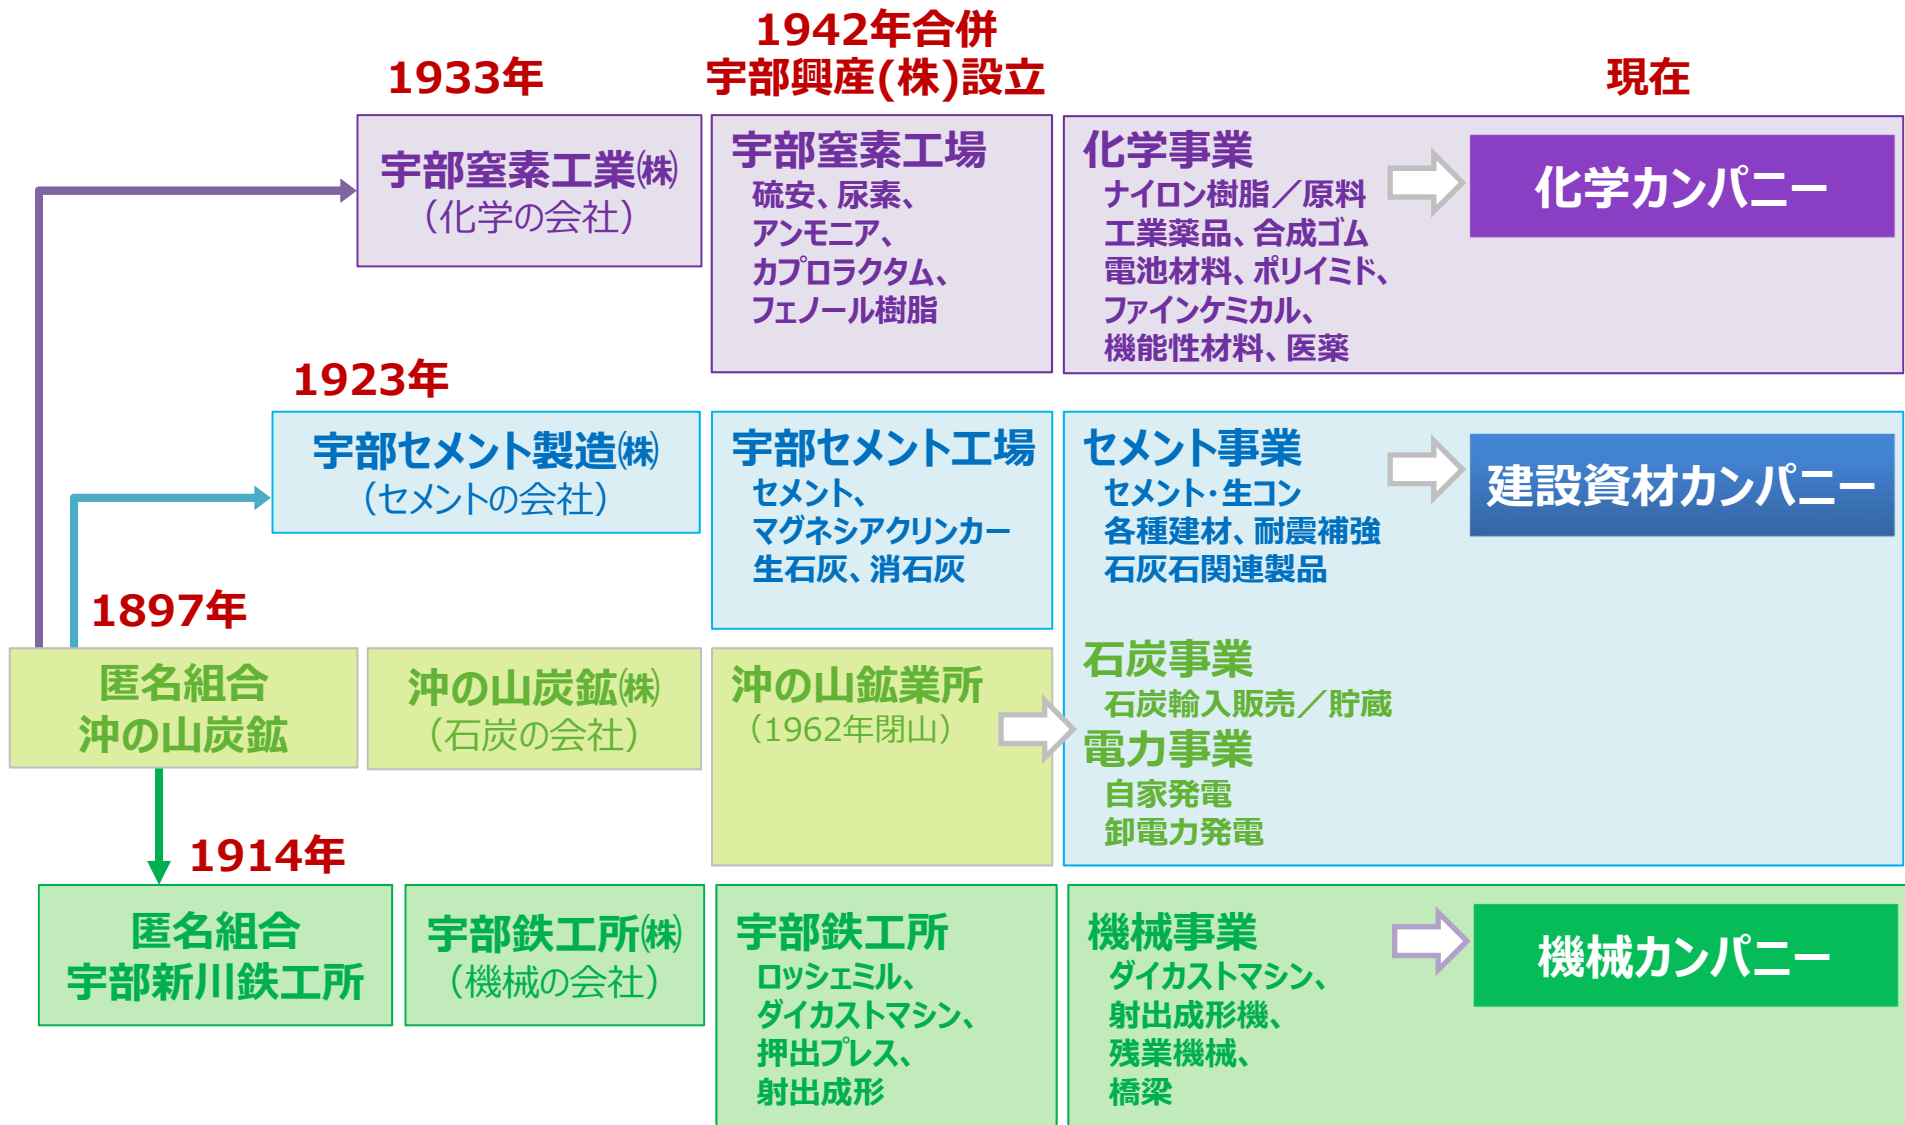 1942年合併
1933年
宇部興産(株)設立
現在
宇部窒素工業㈱
（化学の会社）
宇部窒素工場
硫安、尿素、
アンモニア、
カプロラクタム、
フェノール樹脂
化学事業
ナイロン樹脂／原料
工業薬品、合成ゴム
電池材料、ポリイミド、
ファインケミカル、
機能性材料、医薬
化学カンパニー
1923年
宇部セメント製造㈱
（セメントの会社）
宇部セメント工場
セメント、
マグネシアクリンカー
生石灰、消石灰
セメント事業
セメント・生コン
各種建材、耐震補強
石灰石関連製品
建設資材カンパニー
1897年
匿名組合
沖の山炭鉱
沖の山炭鉱㈱
（石炭の会社）
沖の山鉱業所
（1962年閉山）
石炭事業
石炭輸入販売／貯蔵
電力事業
自家発電
卸電力発電
1914年
匿名組合
宇部新川鉄工所
宇部鉄工所㈱
（機械の会社）
宇部鉄工所
ロッシェミル、
ダイカストマシン、
押出プレス、
射出成形
機械事業
ダイカストマシン、
射出成形機、
残業機械、
橋梁
機械カンパニー